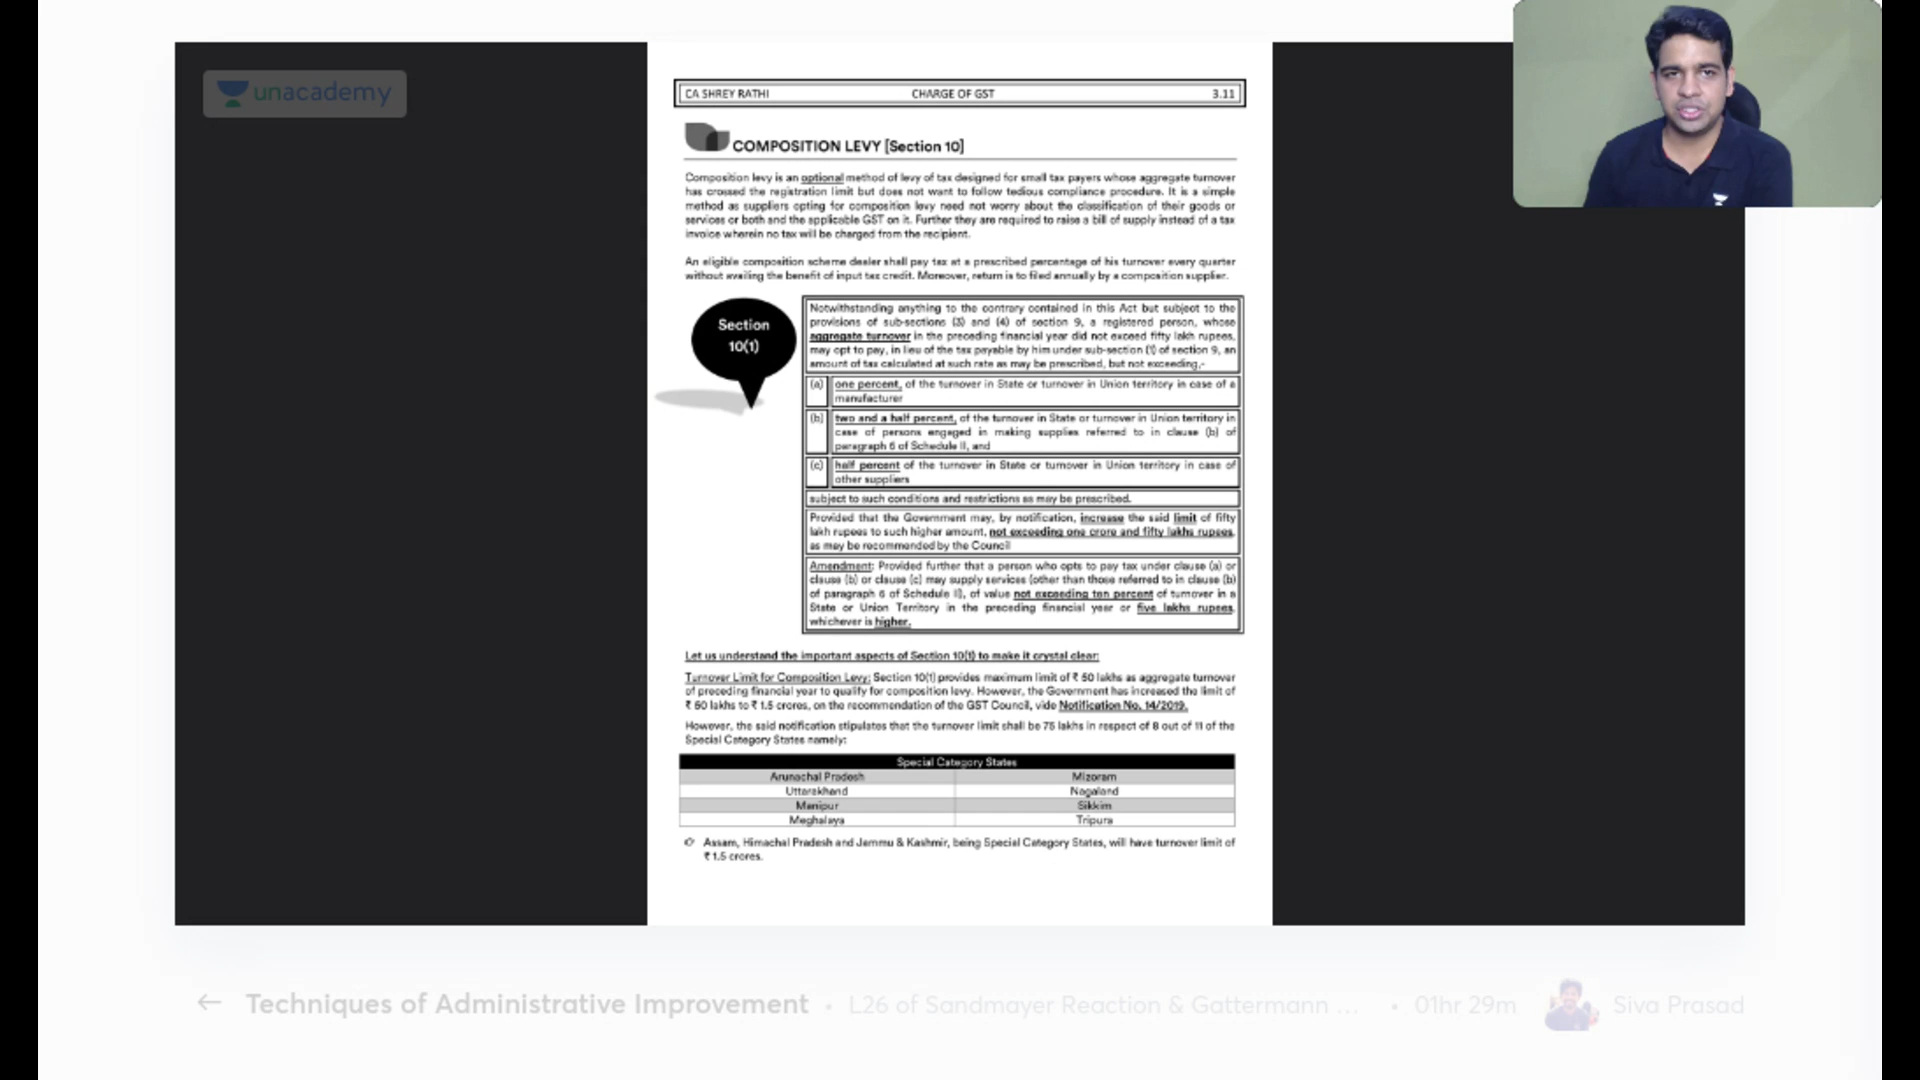 unacademy
CA SHREY RATHI CHARGE OF GST 3.11
COMPOSITION LEVY [Section 10]
Composition levy is an optional method of levy of tax designed for small tax payers whose aggregate turnover
has crossed the registration limit but does not want to follow tedious compliance procedure. It is a simple
method as suppliers opting for composition levy need not worry about the classification of their goods or
services or both and the applicable GST on it. Further they are required to raise a bill of supply instead of a tax
invoice wherein no tax will be charged from the recipient.
An eligible composition scheme dealer shall pay tax at a prescribed percentage of his turnover every quarter
without availing the benefit of input tax credit. Moreover, return is to filed annually by a composition supplier.
Section
10(1)
Notwithstanding anything to the contrary contained in this Act but subject to the
provisions of sub-sections (3) and (4) of section 9, a registered person, whose
aggregate turnover in the preceding financial year did not exceed fifty lakh rupees,
may opt to pay, in lieu of the tax payable by him under sub-section (1) of section 9, an
amount of tax calculated at such rate as may be prescribed, but not exceeding,-
(a) one percent, of the turnover in State or turnover in Union territory in case of a
manufacturer
(b) two and a half percent, of the turnover in State or turnover in Union territory in
case of persons engaged in making supplies referred to in clause (b) of
paragraph 6 of Schedule II, and
(c) half percent of the turnover in State or turnover in Union territory in case of
other suppliers
subject to such conditions and restrictions as may be prescribed.
Provided that the Government may, by notification, increase the said limit of fifty
lakh rupees to such higher amount, not exceeding one crore and fifty lakhs rupees,
as may be recommended by the Council
Amendment: Provided further that a person who opts to pay tax under clause (a) or
clause (b) or clause (c) may supply services (other than those referred to in clause (b)
of paragraph 6 of Schedule II), of value not exceeding ten percent of turnover in a
State or Union Territory in the preceding financial year or five lakhs rupees,
whichever is higher.
Let us understand the important aspects of Section 10(1) to make it crystal clear:
Turnover Limit for Composition Levy: Section 10(1) provides maximum limit of ₹ 50 lakhs as aggregate turnover
of preceding financial year to qualify for composition levy. However, the Government has increased the limit of
₹ 50 lakhs to ₹ 1.5 crores, on the recommendation of the GST Council, vide Notification No. 14/2019.
However, the said notification stipulates that the turnover limit shall be 75 lakhs in respect of 8 out of 11 of the
Special Category States namely:
Special Category States
Arunachal Pradesh Mizoram
Uttarakhand Nagaland
Manipur Sikkim
Meghalaya Tripura
Assam, Himachal Pradesh and Jammu & Kashmir, being Special Category States, will have turnover limit of
₹ 1.5 crores.
← Techniques of Administrative Improvement • L26 of Sandmayer Reaction & Gattermann ... • 01hr 29m Siva Prasad